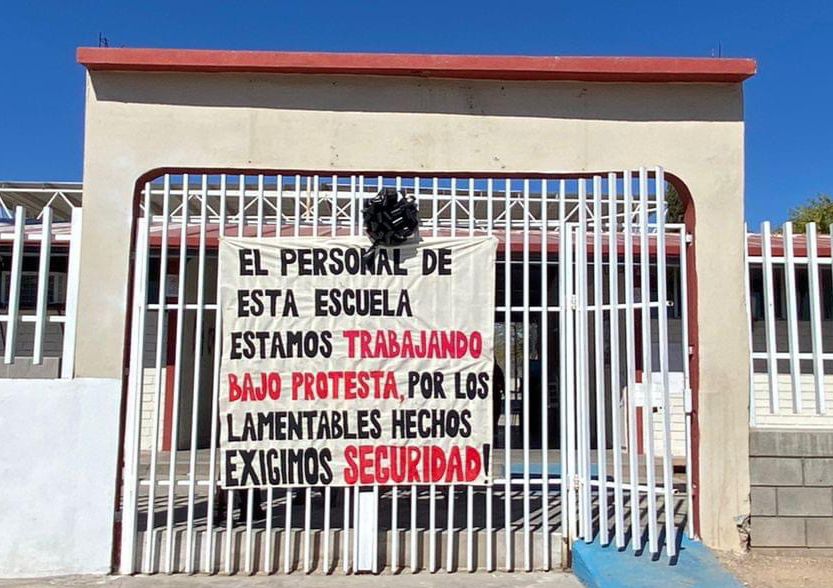 EL PERSONAL DE
ESTA ESCUELA
ESTAMOS TRABAJANDO
BAJO PROTESTA, POR LOS
LAMENTABLES HECHOS
EXIGIMOS SEGURIDAD!